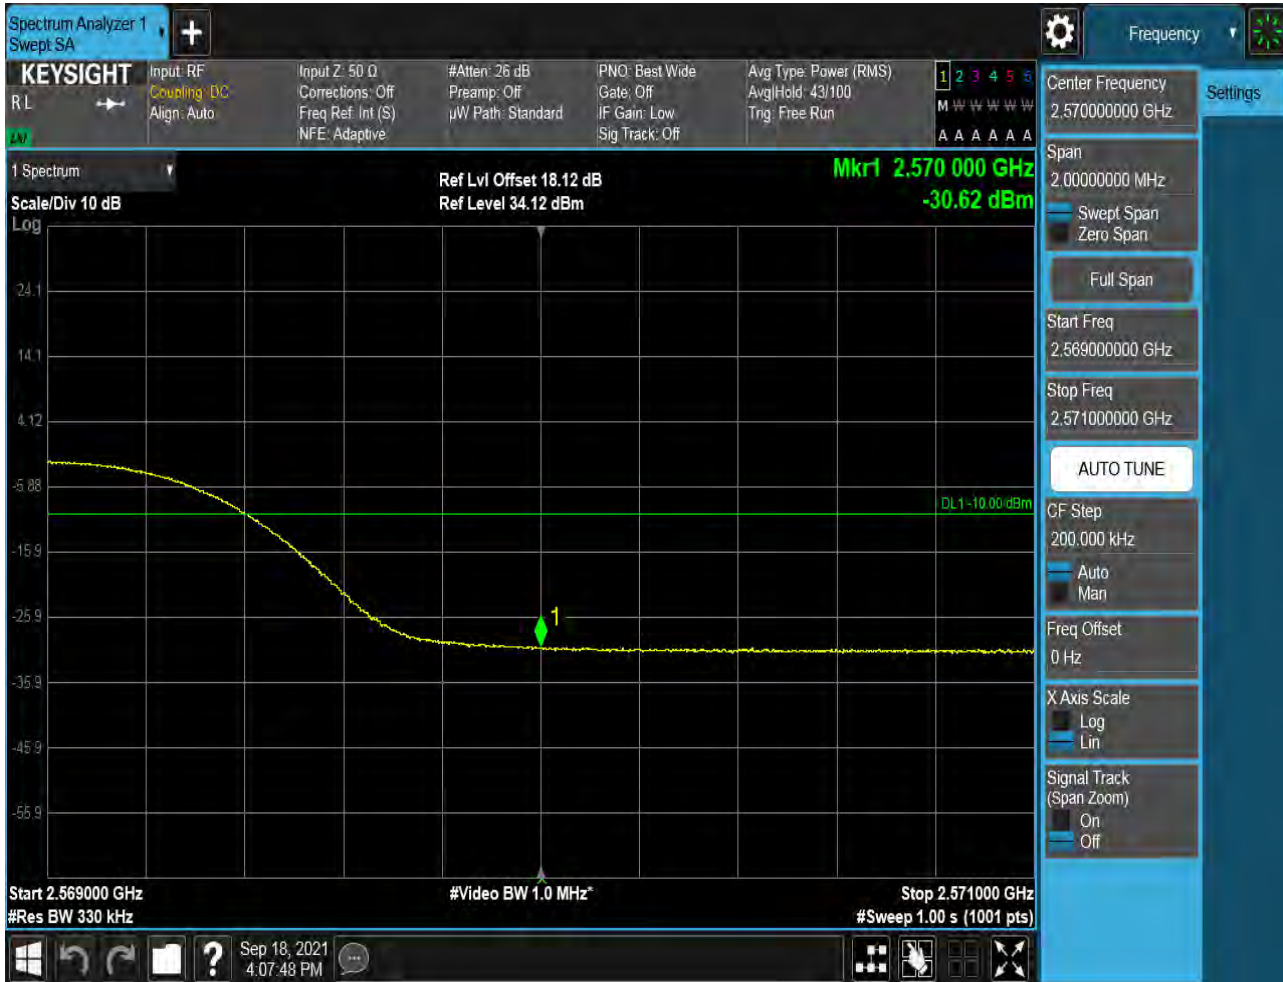 Spectrum Analyzer 1
Swept SA
+
Frequency
KEYSIGHT
R L
LXI
Input: RF
Coupling: DC
Align: Auto
Input Z: 50 Ω
Corrections: Off
Freq Ref: Int (S)
NFE: Adaptive
#Atten: 26 dB
Preamp: Off
µW Path: Standard
PNO: Best Wide
Gate: Off
IF Gain: Low
Sig Track: Off
Avg Type: Power (RMS)
Avg|Hold: 43/100
Trig: Free Run
1 2 3 4 5 6
M W W W W W
A A A A A A
1 Spectrum
Scale/Div 10 dB
Log
Ref Lvl Offset 18.12 dB
Ref Level 34.12 dBm
Mkr1 2.570 000 GHz
-30.62 dBm
24.1
14.1
4.12
-5.88
-15.9
-25.9
-35.9
-45.9
-55.9
DL1 -10.00 dBm
1
Start 2.569000 GHz
#Res BW 330 kHz
#Video BW 1.0 MHz*
Stop 2.571000 GHz
#Sweep 1.00 s (1001 pts)
Center Frequency
2.570000000 GHz
Span
2.00000000 MHz
Swept Span
Zero Span
Full Span
Start Freq
2.569000000 GHz
Stop Freq
2.571000000 GHz
AUTO TUNE
CF Step
200.000 kHz
Auto
Man
Freq Offset
0 Hz
X Axis Scale
Log
Lin
Signal Track
(Span Zoom)
On
Off
Settings
?
Sep 18, 2021
4:07:48 PM